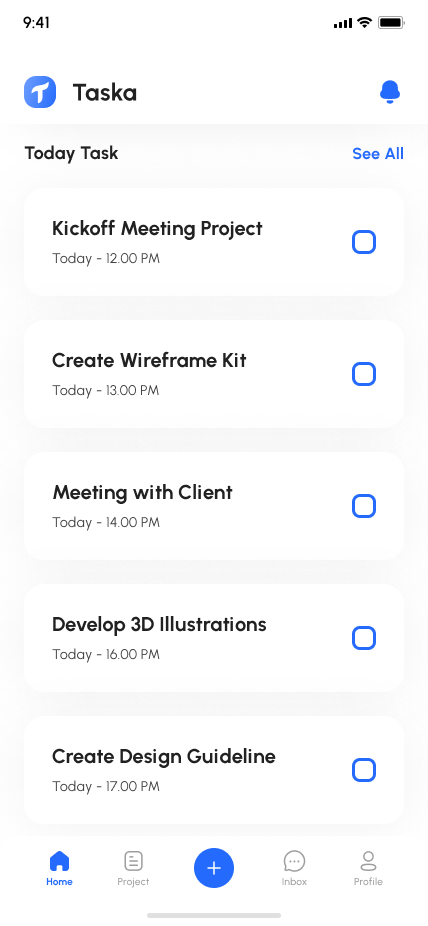 9:41
Taska
Today Task
See All
Kickoff Meeting Project
Today - 12.00 PM
Create Wireframe Kit
Today - 13.00 PM
Meeting with Client
Today - 14.00 PM
Develop 3D Illustrations
Today - 16.00 PM
Create Design Guideline
Today - 17.00 PM
Home
Project
Inbox
Profile